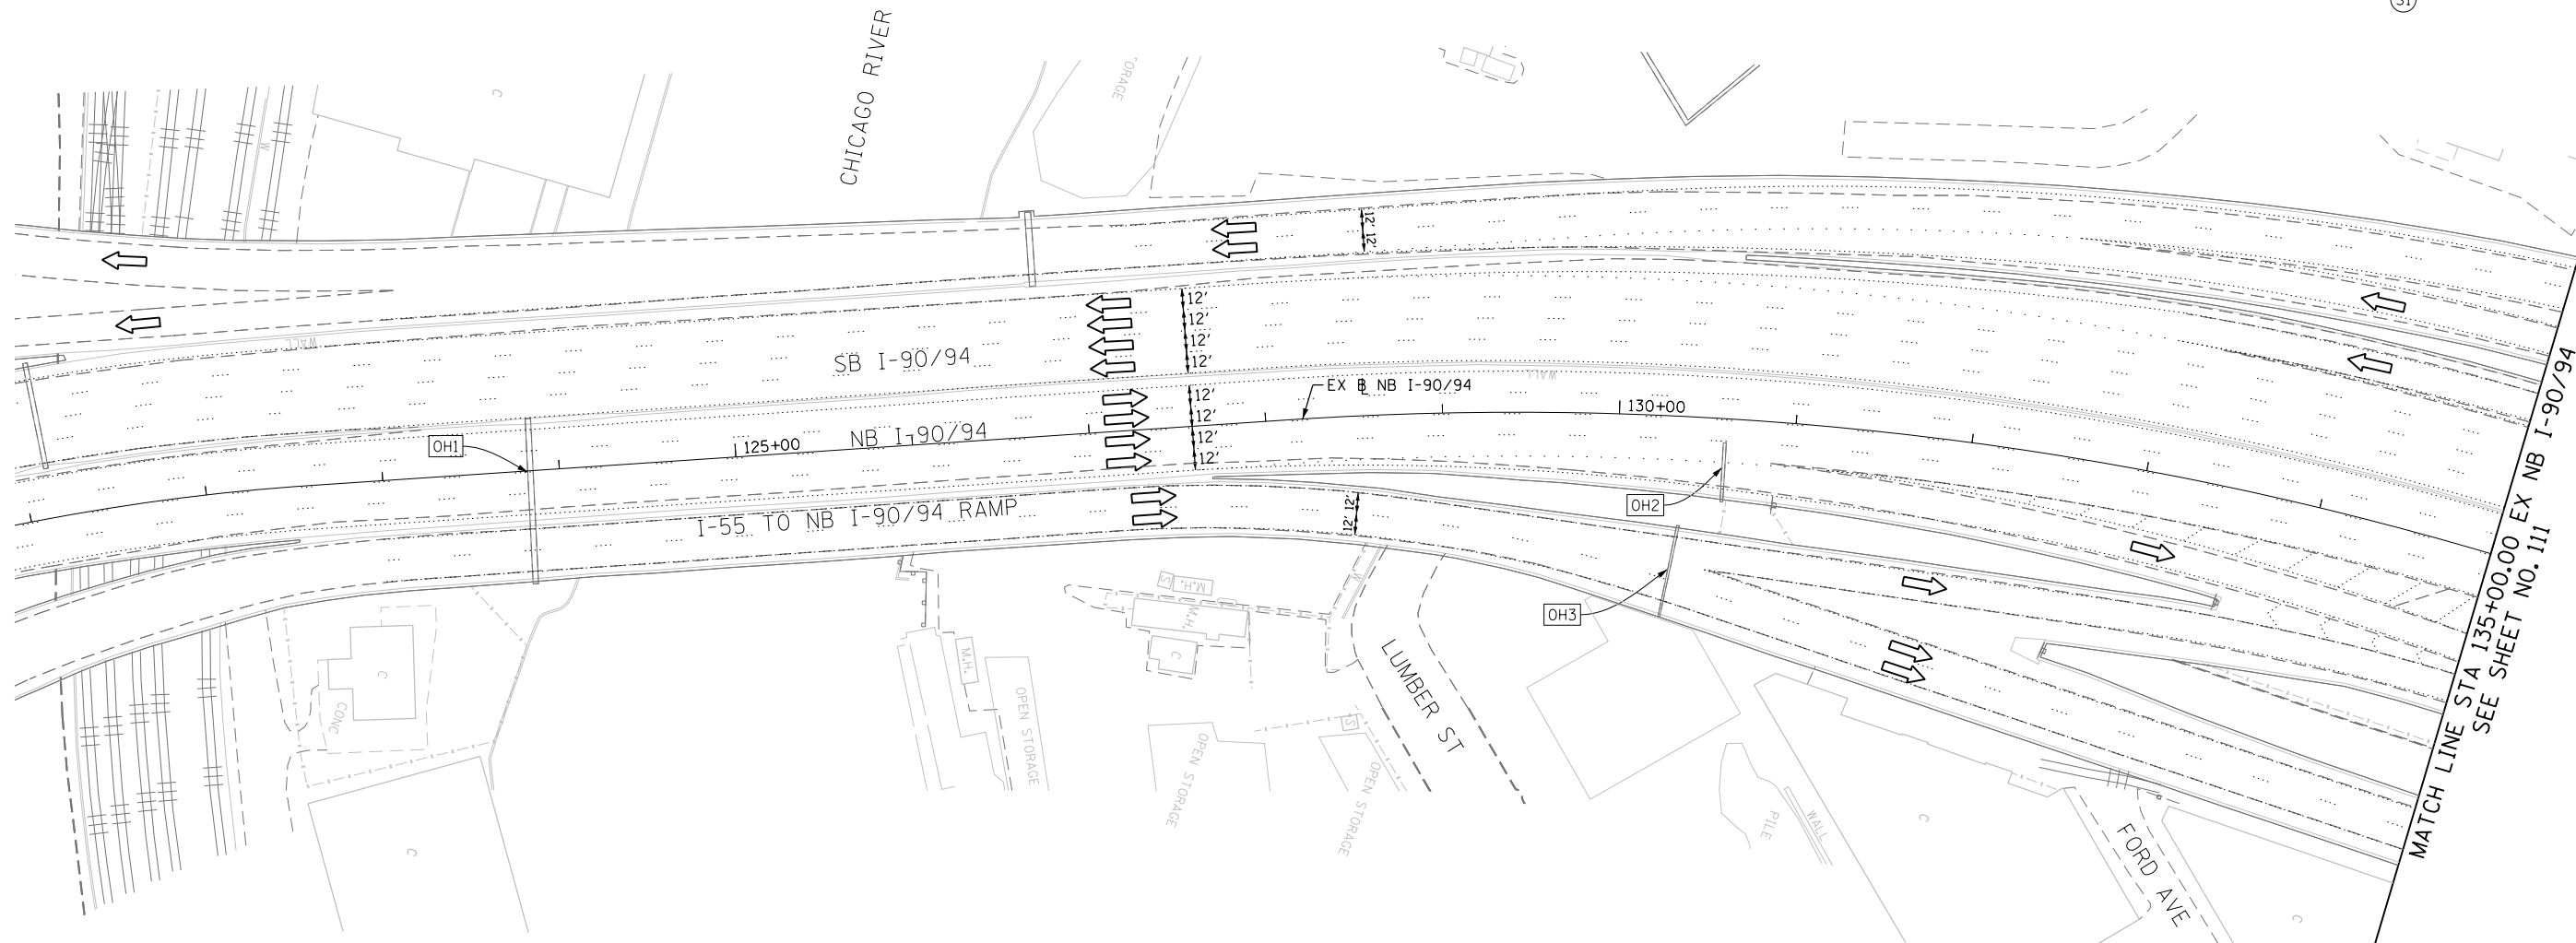 31
CHICAGO RIVER
ORAGE
C
W
12' 12'
WALL
SB I-90/94
12'
12'
12'
12'
WALL
EX B NB I-90/94
130+00
OH1
125+00
NB I-90/94
12'
12'
12'
12'
I-55 TO NB I-90/94 RAMP
12' 12'
OH2
OH3
MATCH LINE STA 135+00.00 EX NB I-90/94
SEE SHEET NO. 111
C
CONC
C
M.H.
OPEN STORAGE
S
M.H.
M.H.
C
W
LUMBER ST
OPEN STORAGE
S
OPEN STORAGE
PILE
WALL
C
FORD AVE
C